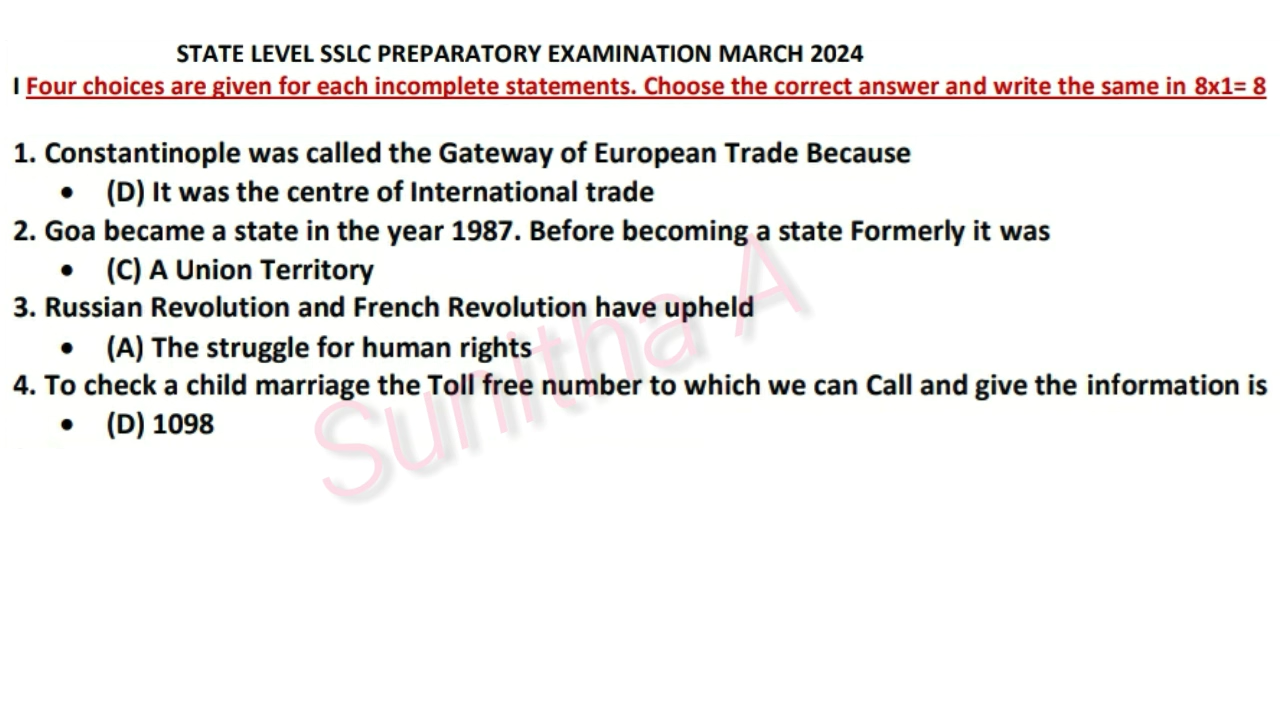 STATE LEVEL SSLC PREPARATORY EXAMINATION MARCH 2024
I Four choices are given for each incomplete statements. Choose the correct answer and write the same in 8x1= 8
1. Constantinople was called the Gateway of European Trade Because
• (D) It was the centre of International trade
2. Goa became a state in the year 1987. Before becoming a state Formerly it was
• (C) A Union Territory
3. Russian Revolution and French Revolution have upheld
• (A) The struggle for human rights
4. To check a child marriage the Toll free number to which we can Call and give the information is
• (D) 1098
Sunitha A